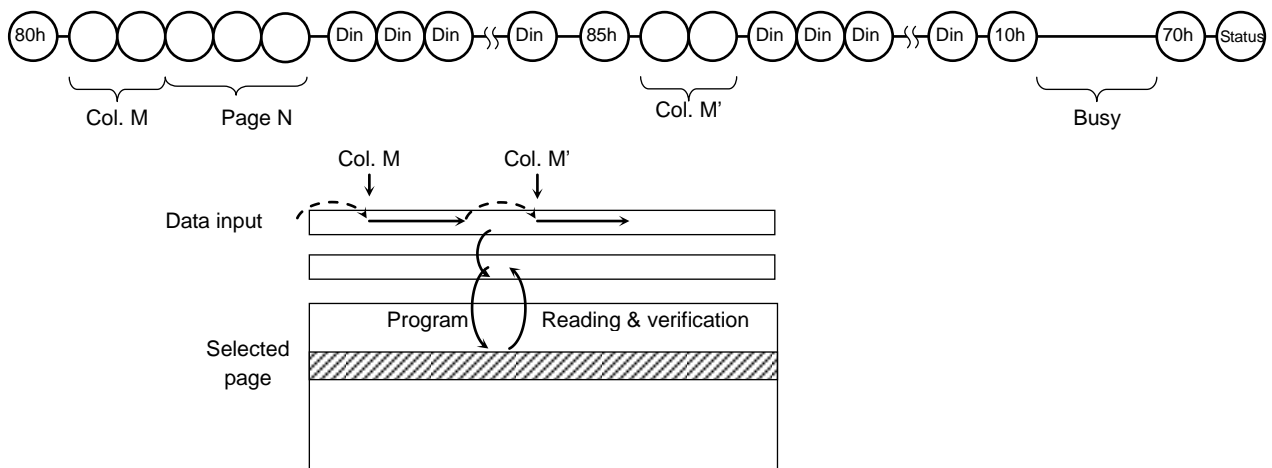 80h Din Din Din Din 85h Din Din Din Din 10h 70h Status
Col. M Page N Col. M’ Busy
Col. M Col. M’
Data input
Program Reading & verification
Selected
page